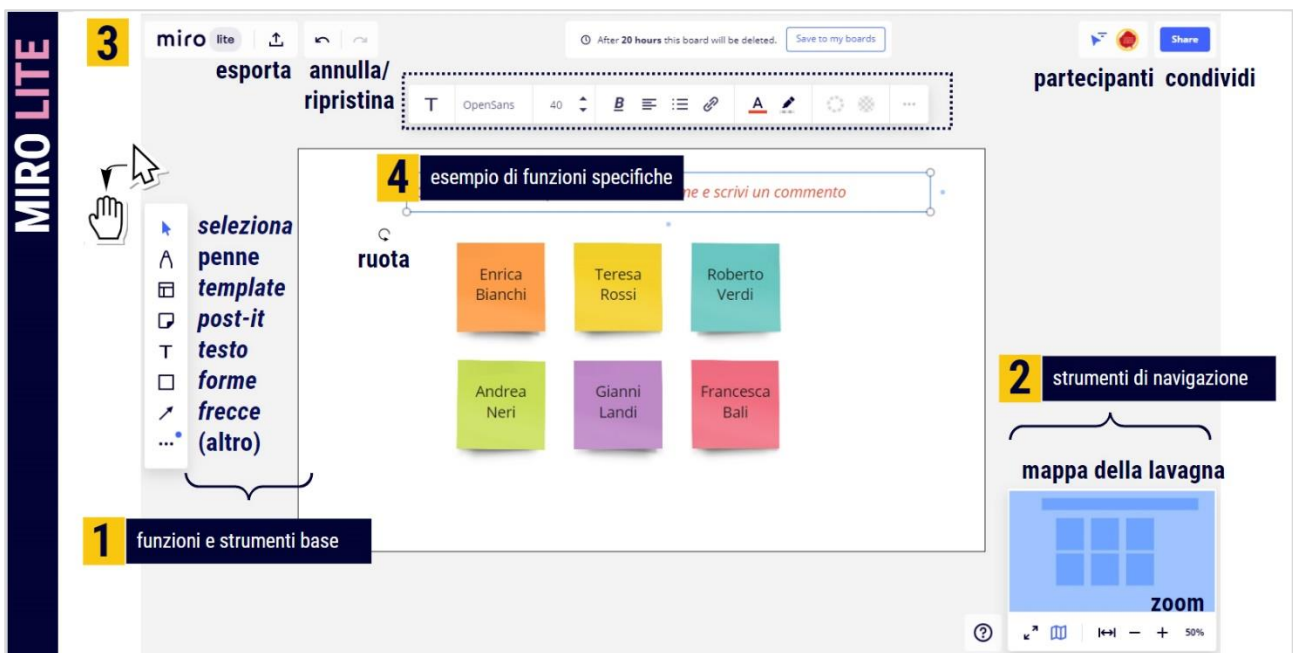 MIRO LITE
3
miro lite
esporta
annulla/
ripristina
After 20 hours this board will be deleted.
Save to my boards
Share
partecipanti condividi
T OpenSans 40 B A ...
4 esempio di funzioni specifiche
me e scrivi un commento
ruota
seleziona
penne
template
post-it
T testo
forme
frecce
... (altro)
Enrica
Bianchi
Teresa
Rossi
Roberto
Verdi
Andrea
Neri
Gianni
Landi
Francesca
Bali
1 funzioni e strumenti base
2 strumenti di navigazione
mappa della lavagna
zoom
? − + 50%